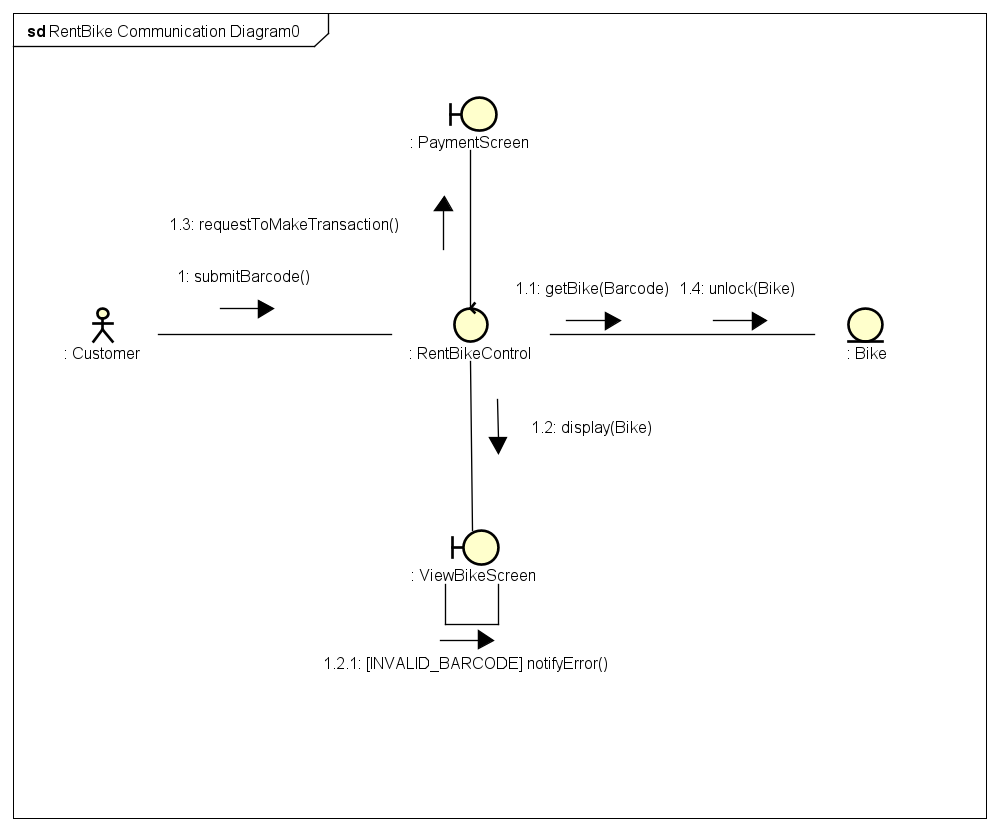 sd RentBike Communication Diagram0
: PaymentScreen
1.3: requestToMakeTransaction()
1: submitBarcode()
1.1: getBike(Barcode)
1.4: unlock(Bike)
: Customer
: RentBikeControl
: Bike
1.2: display(Bike)
: ViewBikeScreen
1.2.1: [INVALID_BARCODE] notifyError()